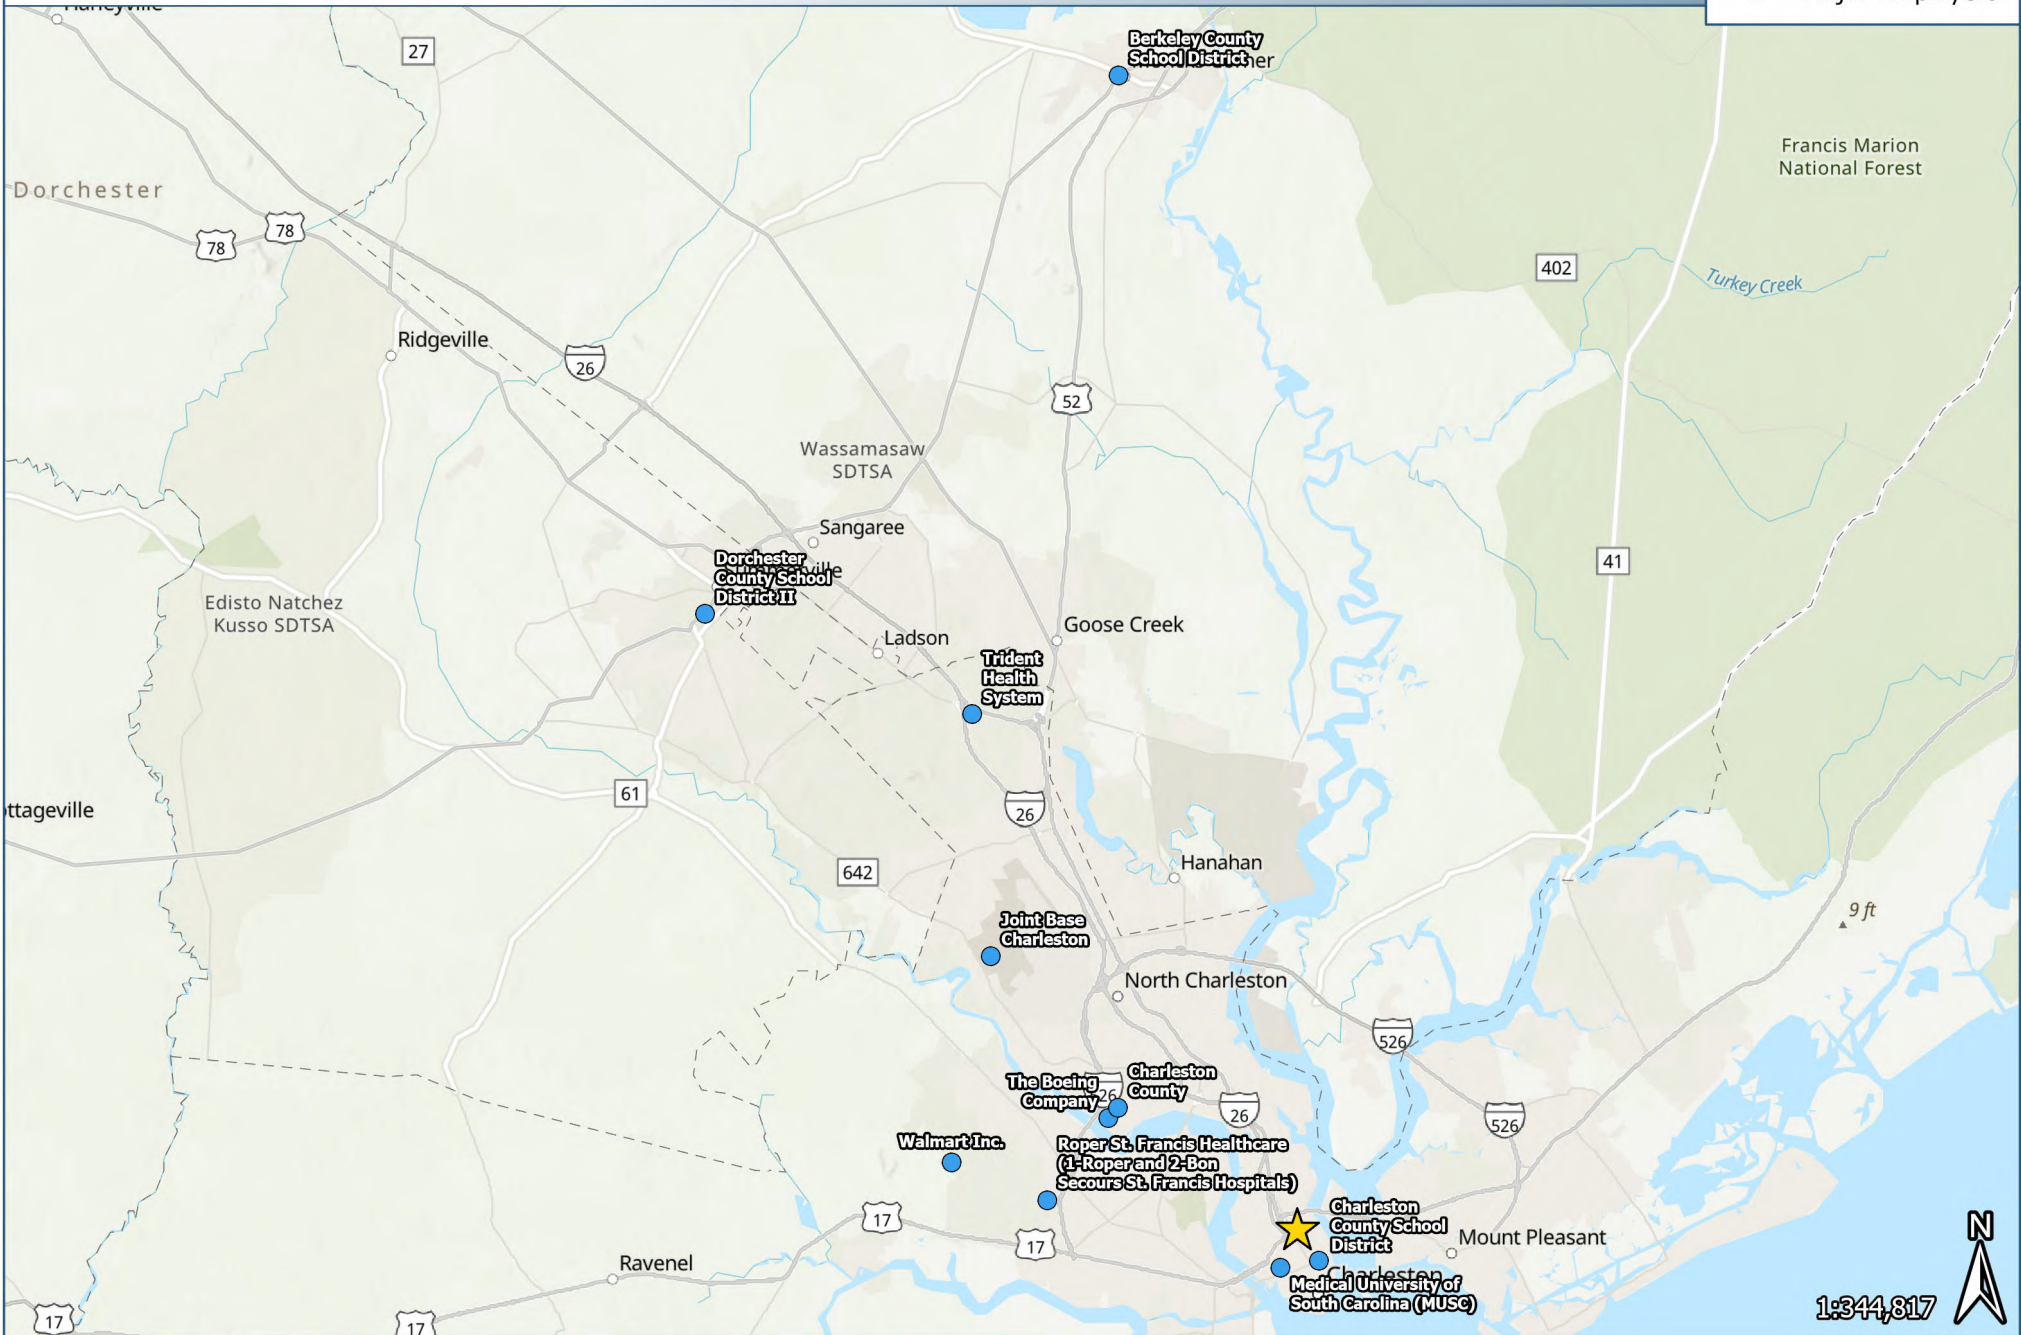 27
Berkeley County
School District
Francis Marion
National Forest
Dorchester
78
78
402
Turkey Creek
Ridgeville
26
52
Wassamasaw
SDTSA
Sangaree
41
Dorchester
County School
District II
Edisto Natchez
Kusso SDTSA
Goose Creek
Ladson
Trident
Health
System
61
26
ttageville
Hanahan
642
9 ft
Joint Base
Charleston
North Charleston
526
The Boeing
Company
26
Charleston
County
26
526
Walmart Inc.
Roper St. Francis Healthcare
(1-Roper and 2-Bon
Secours St. Francis Hospitals)
17
17
Charleston
County School
District
Mount Pleasant
Ravenel
Charleston
Medical University of
South Carolina (MUSC)
N
1:344,817
17
17